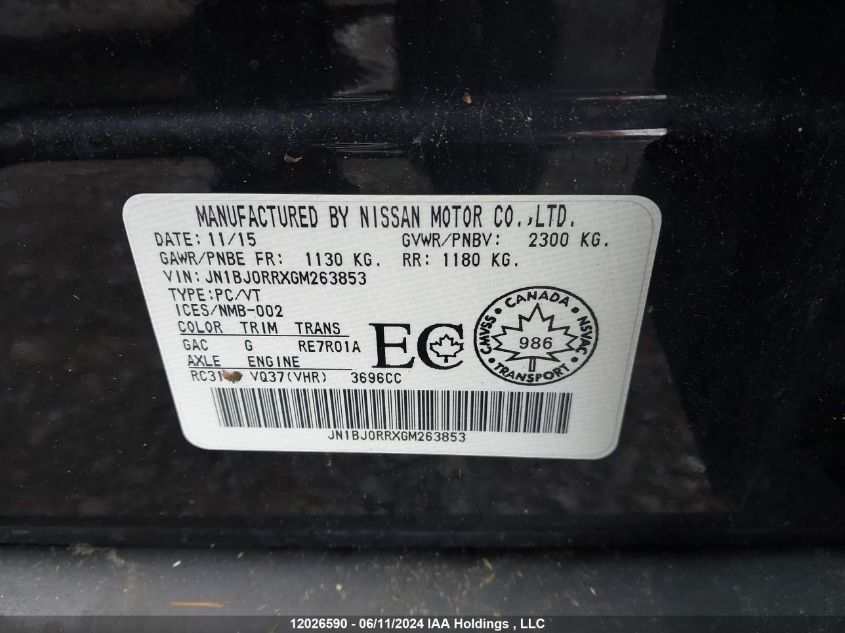 MANUFACTURED BY NISSAN MOTOR CO.,LTD.
DATE: 11/15 GVWR/PNBV: 2300 KG.
GAWR/PNBE FR: 1130 KG. RR: 1180 KG.
VIN: JN1BJ0RRXGM263853
TYPE:PC/VT
ICES/NMB-002
COLOR TRIM TRANS
GAC G RE7R01A
AXLE ENGINE
VQ37(VHR) 3696CC
EC
CANADA
CMVSS 986 NSVAC
TRANSPORT
JN1BJ0RRXGM263853
12026590 - 06/11/2024 IAA Holdings , LLC